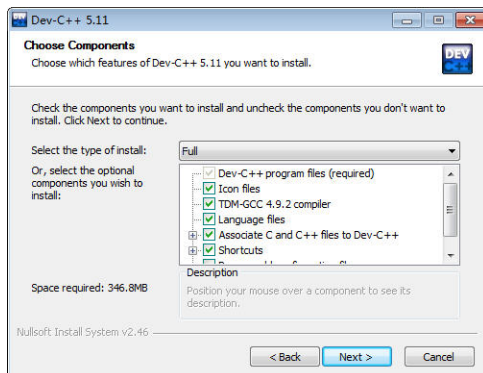 Dev-C++ 5.11
Choose Components
Choose which features of Dev-C++ 5.11 you want to install.
DEV
C++
Check the components you want to install and uncheck the components you don't want to
install. Click Next to continue.
Select the type of install:
Full
Or, select the optional
components you wish to
install:
Dev-C++ program files (required)
Icon files
TDM-GCC 4.9.2 compiler
Language files
Associate C and C++ files to Dev-C++
Shortcuts
Space required: 346.8MB
Description
Position your mouse over a component to see its
description.
Nullsoft Install System v2.46
< Back
Next >
Cancel